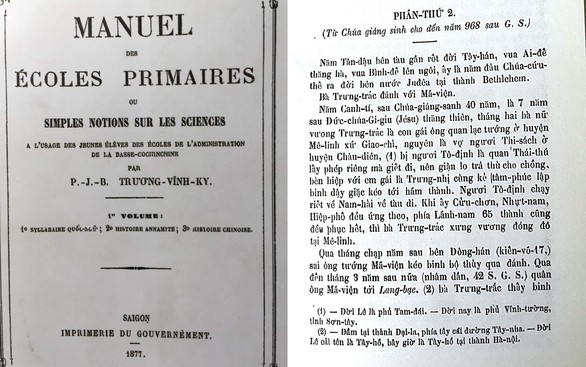 MANUEL
DES
ÉCOLES PRIMAIRES
OU
SIMPLES NOTIONS SUR LES SCIENCES
A L'USAGE DES JEUNES ÉLÈVES DES ÉCOLES DE L'ADMINISTRATION
DE LA BASSE-COCHINCHINE
PAR
P.-J.-B. TRƯƠNG-VĨNH-KÝ.
1er VOLUME:
1o SYLLABAIRE QUỐC-NGỮ; 2o HISTOIRE ANNAMITE; 3o HISTOIRE CHINOISE.
SAIGON
IMPRIMERIE DU GOUVERNÉMENT.
1877.
PHẦN-THỨ 2.
(Từ Chúa giáng sinh cho đến năm 968 sau G. S.)
Năm Tân-dậu bên tàu gần rốt đời Tây-hán, vua Ai-đế
thăng hà, vua Bình-đế lên ngôi, ấy là năm đầu Chúa-cứu-
thế ra đời bên nước Juđêa tại thành Bethlehem.
Bà Trưng-trắc đánh với Mã-viện.
Năm Canh-tí, sau Chúa-giáng-sanh 40 năm, là 7 năm
sau Đức-chúa-Gi-giu (Jésu) thăng thiên, tháng hai bà nữ
vương Trưng-trắc là con gái ông quan lạc tướng ở huyện
Mê-linh xứ Giao-chỉ, nguyên là vợ người Thi-sách ở
huyện Châu-diên, (1) bị ngươi Tô-định là quan Thái-thú
lấy phép riêng mà giết đi, nên giận lo trả thù cho chồng,
bèn hiệp với em gái là Trưng-nhị cùng kẻ tâm-phúc lập
binh dậy giặc kéo tới hãm thành. Ngươi Tô-định chạy
riết về Nam-hải về tàu đi. Khi ấy Cửu-chơn, Nhựt-nam,
Hiệp-phố đều ứng theo, phía Lãnh-nam 65 thành cũng
đều phục hết, thì bà Trưng-trắc xưng vương đóng đô
tại Mê-linh.
Qua tháng chạp năm sau bên Đông-hán (kiến-võ-17,)
sai ông tướng Mã-viện kéo binh bộ thủy qua đánh. Qua
đến tháng 3 năm sau nữa (nhâm dần, 42 S. G. S.) quân
ông Mã-viện tới Lang-bạc. (2) bà Trưng-trắc thấy binh
(1) — Đời Lê là phủ Tam-đái. — Đời nay là phủ Vĩnh-tường,
tỉnh Sơn-tây.
(2) — Đầm tại thành Đại-la, phía tây cái đường Tây-nha. — Đời
Lê cải tên là Tây-hồ, bây giờ là Tây-hồ tại thành Hà-nội.